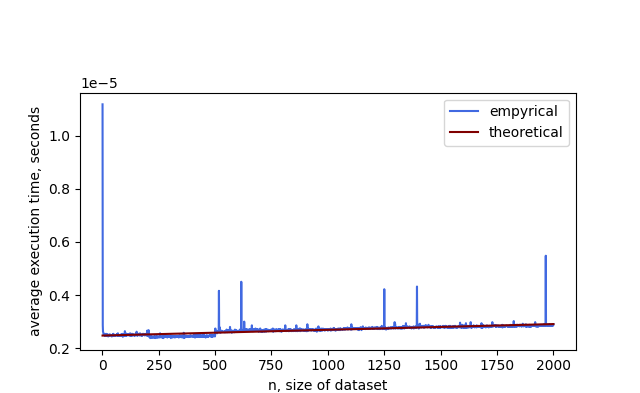 1e−5
empyrical
theoretical
average execution time, seconds
1.0
0.8
0.6
0.4
0.2
0
250
500
750
1000
1250
1500
1750
2000
n, size of dataset